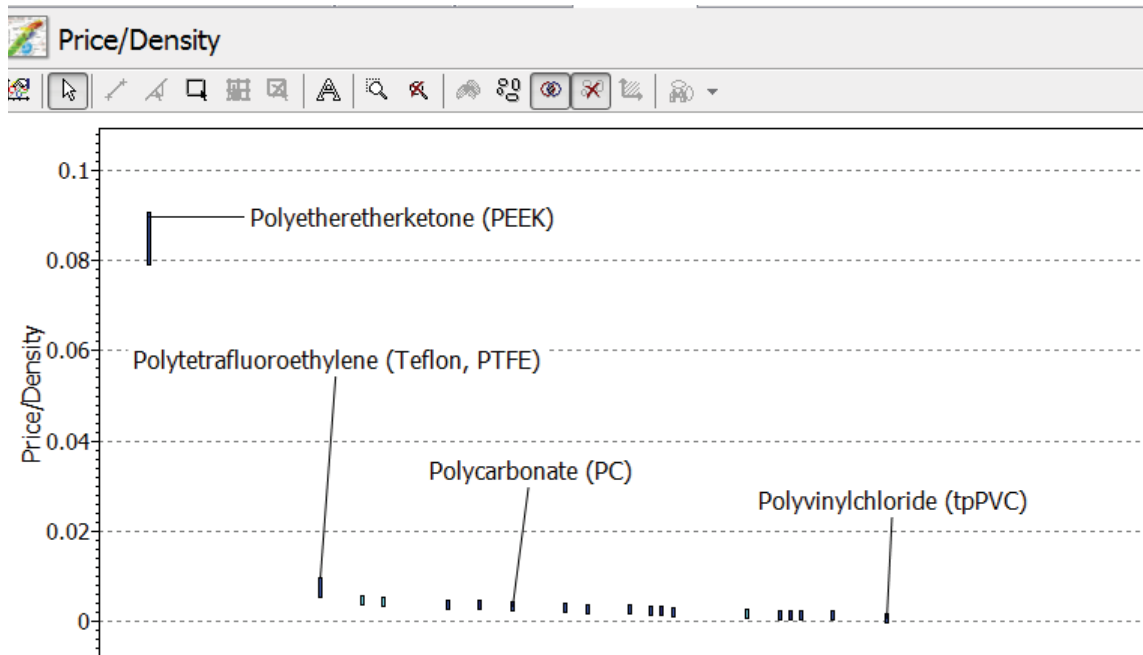 Price/Density
0.1
Polyetheretherketone (PEEK)
0.08
0.06
Polytetrafluoroethylene (Teflon, PTFE)
Price/Density
0.04
Polycarbonate (PC)
Polyvinylchloride (tpPVC)
0.02
0